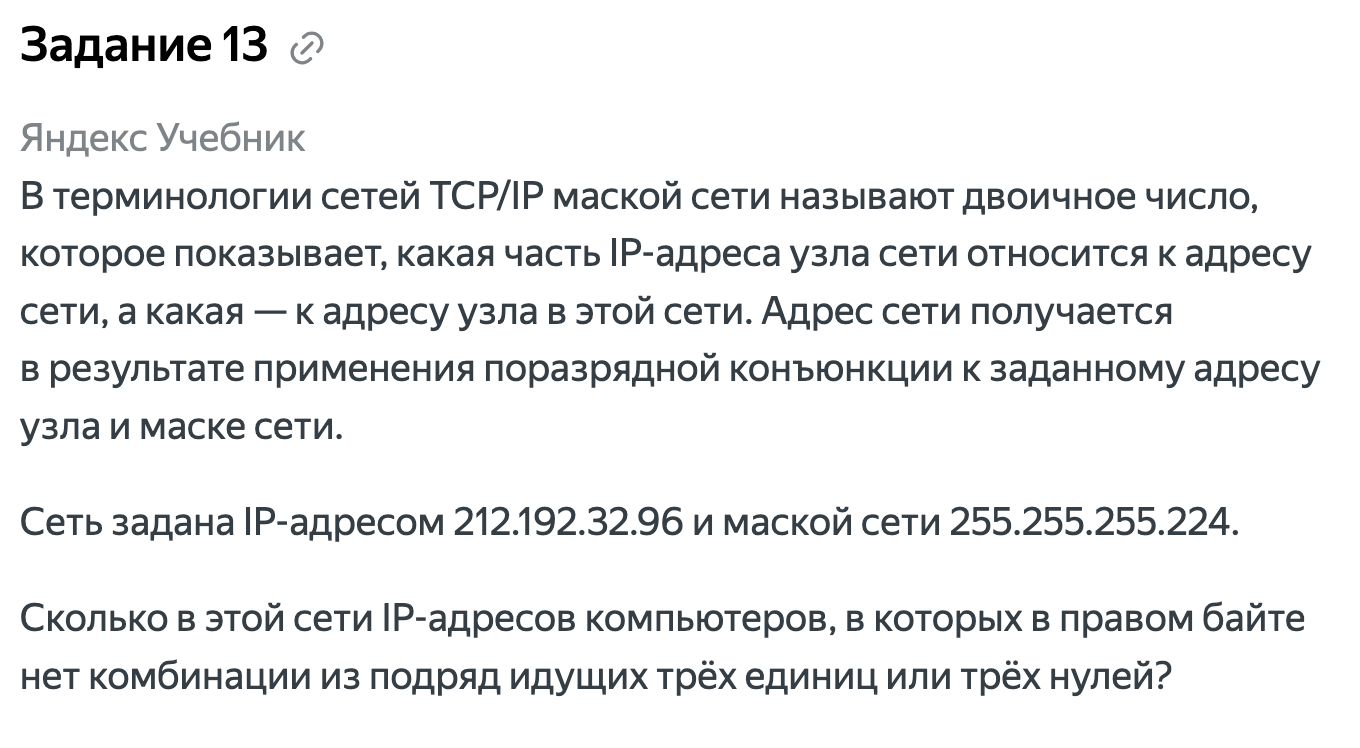 Задание 13
Яндекс Учебник
В терминологии сетей TCP/IP маской сети называют двоичное число,
которое показывает, какая часть IP-адреса узла сети относится к адресу
сети, а какая — к адресу узла в этой сети. Адрес сети получается
в результате применения поразрядной конъюнкции к заданному адресу
узла и маске сети.
Сеть задана IP-адресом 212.192.32.96 и маской сети 255.255.255.224.
Сколько в этой сети IP-адресов компьютеров, в которых в правом байте
нет комбинации из подряд идущих трёх единиц или трёх нулей?